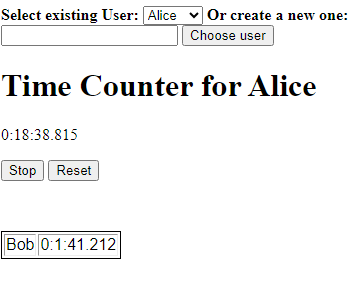 Select existing User: Alice Or create a new one:
Choose user
Time Counter for Alice
0:18:38.815
Stop Reset
Bob 0:1:41.212